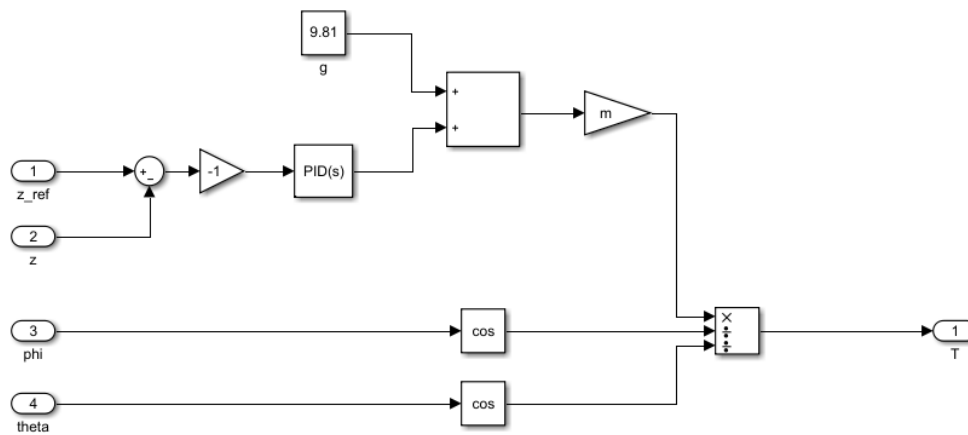 9.81
g
+
+
m
1
z_ref
+
-
-1
PID(s)
2
z
3
phi
cos
×
÷
÷
1
T
4
theta
cos